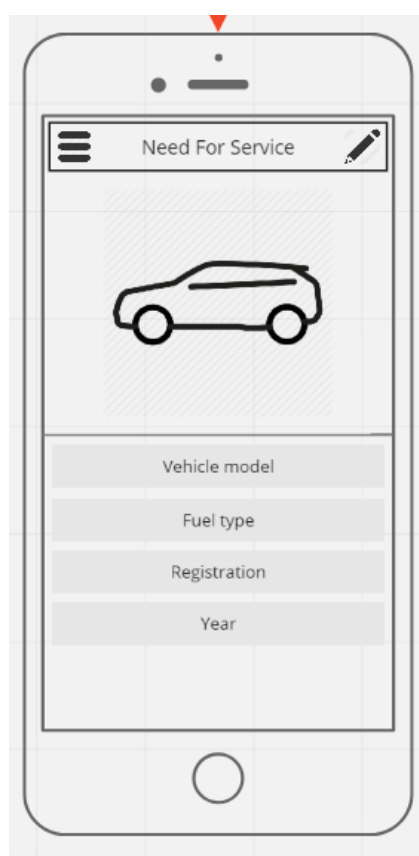 Need For Service
Vehicle model
Fuel type
Registration
Year